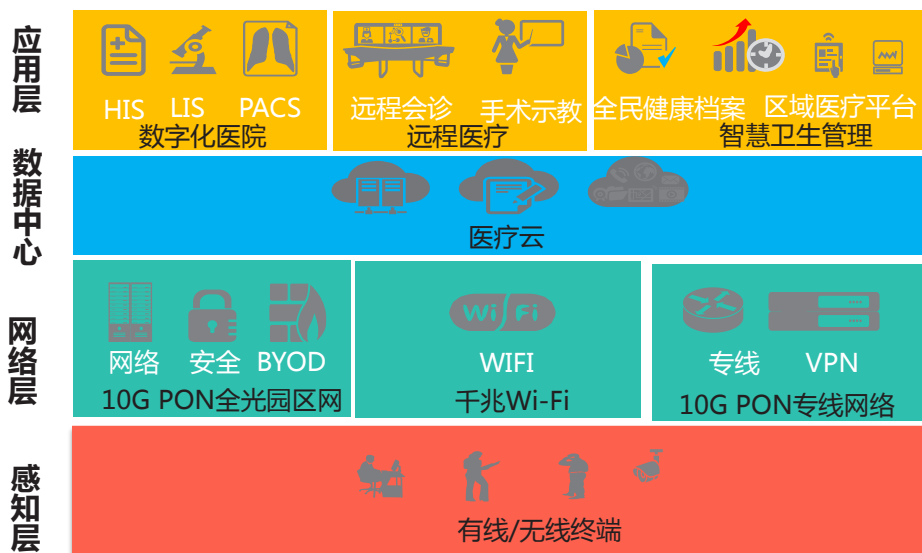 应用层
HIS LIS PACS
数字化医院
远程会诊 手术示教
远程医疗
全民健康档案 区域医疗平台
智慧卫生管理
数据中心
医疗云
网络层
网络 安全 BYOD
10G PON全光园区网
Wi Fi
WIFI
千兆Wi-Fi
专线 VPN
10G PON专线网络
感知层
有线/无线终端